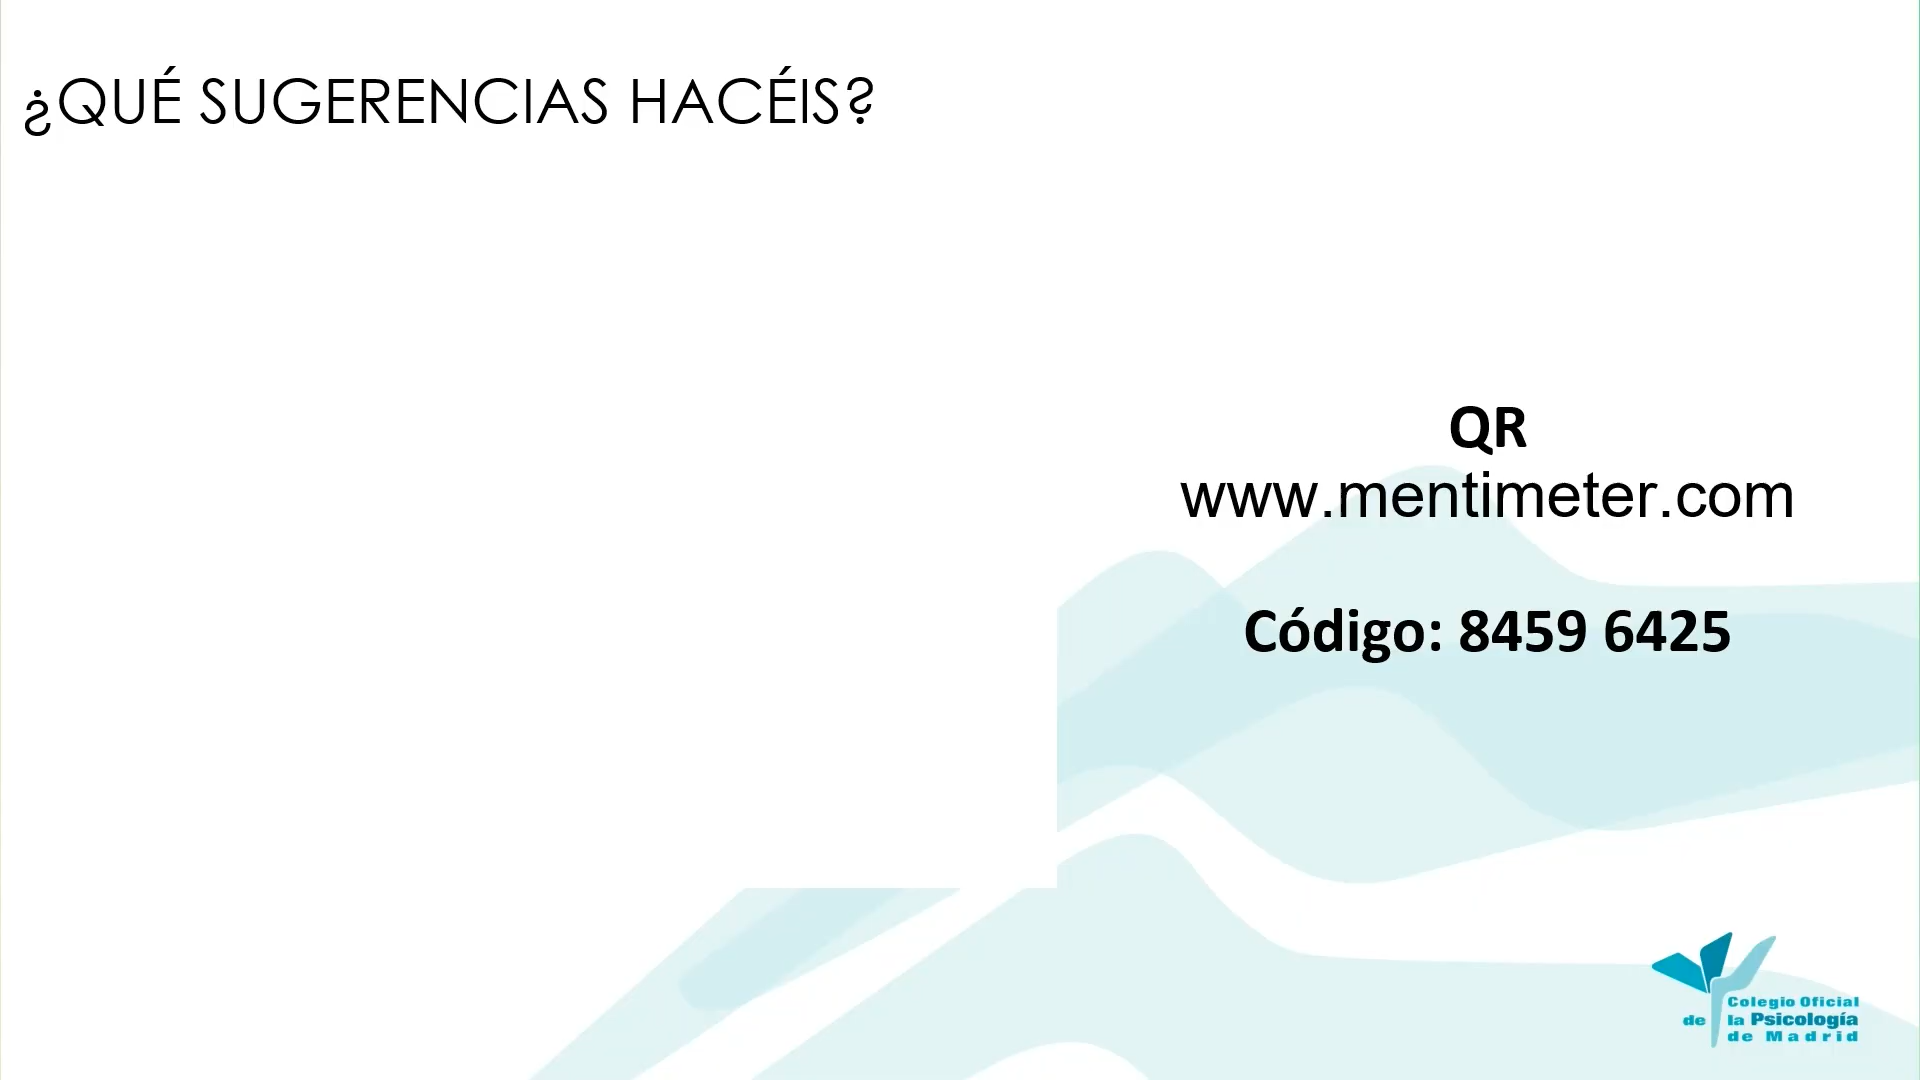 ¿QUÉ SUGERENCIAS HACÉIS?
QR
www.mentimeter.com
Código: 8459 6425
Colegio Oficial
de la Psicología
de Madrid